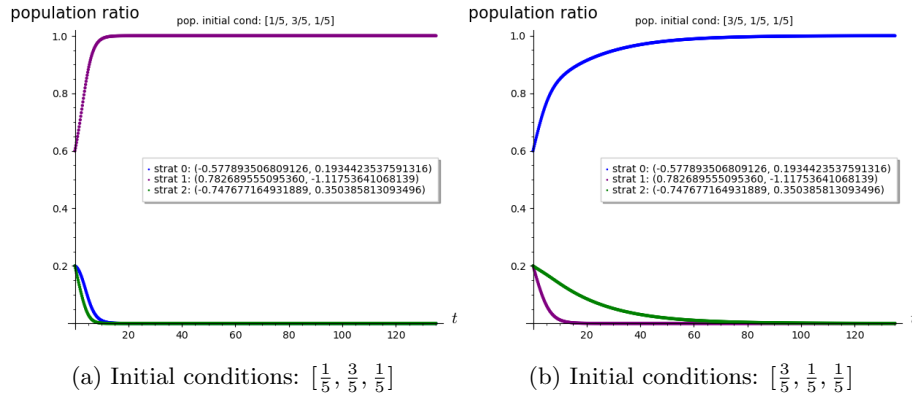 population ratio
pop. initial cond: [1/5, 3/5, 1/5]
1.0
0.8
0.6
0.4
0.2
strat 0: (-0.577893506809126, 0.1934423537591316)
strat 1: (0.782689555095360, -1.11753641068139)
strat 2: (-0.747677164931889, 0.350385813093496)
20 40 60 80 100 120
t
(a) Initial conditions: [1/5, 3/5, 1/5]
population ratio
pop. initial cond: [3/5, 1/5, 1/5]
1.0
0.8
0.6
0.4
0.2
strat 0: (-0.577893506809126, 0.1934423537591316)
strat 1: (0.782689555095360, -1.11753641068139)
strat 2: (-0.747677164931889, 0.350385813093496)
20 40 60 80 100 120
t
(b) Initial conditions: [3/5, 1/5, 1/5]